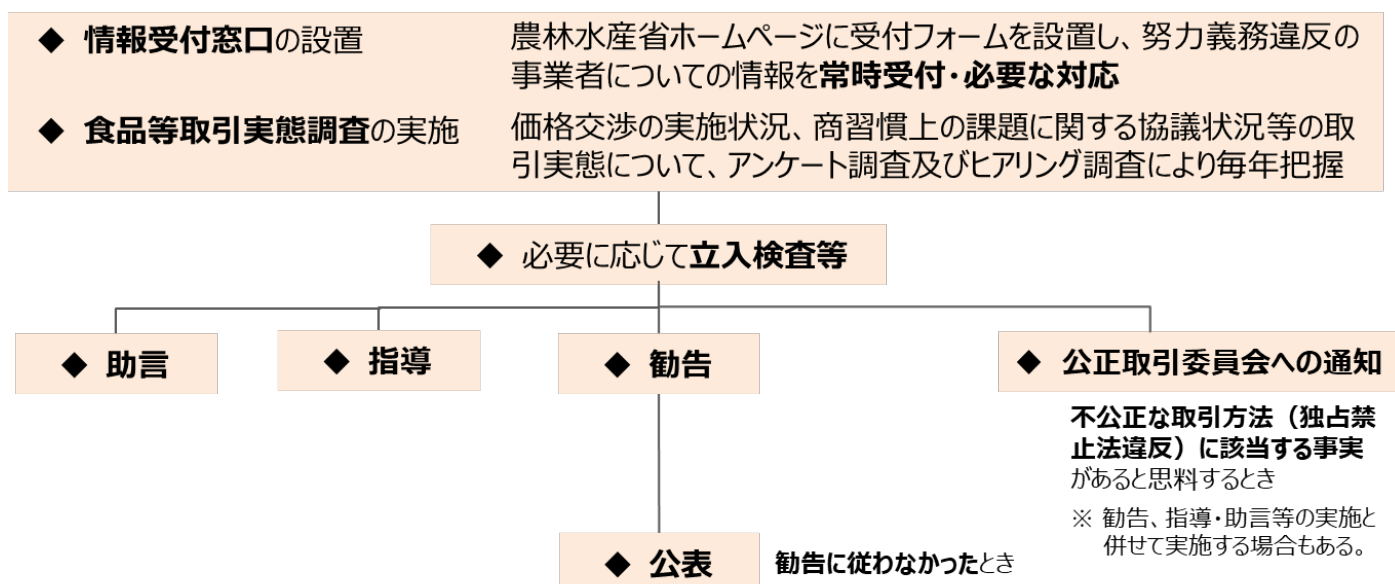 ◆ 情報受付窓口の設置
農林水産省ホームページに受付フォームを設置し、努力義務違反の
事業者についての情報を常時受付・必要な対応
◆ 食品等取引実態調査の実施
価格交渉の実施状況、商習慣上の課題に関する協議状況等の取
引実態について、アンケート調査及びヒアリング調査により毎年把握
◆ 必要に応じて立入検査等
◆ 助言
◆ 指導
◆ 勧告
◆ 公正取引委員会への通知
不公正な取引方法（独占禁
止法違反）に該当する事実
があると思料するとき
※ 勧告、指導・助言等の実施と
併せて実施する場合もある。
◆ 公表
勧告に従わなかったとき